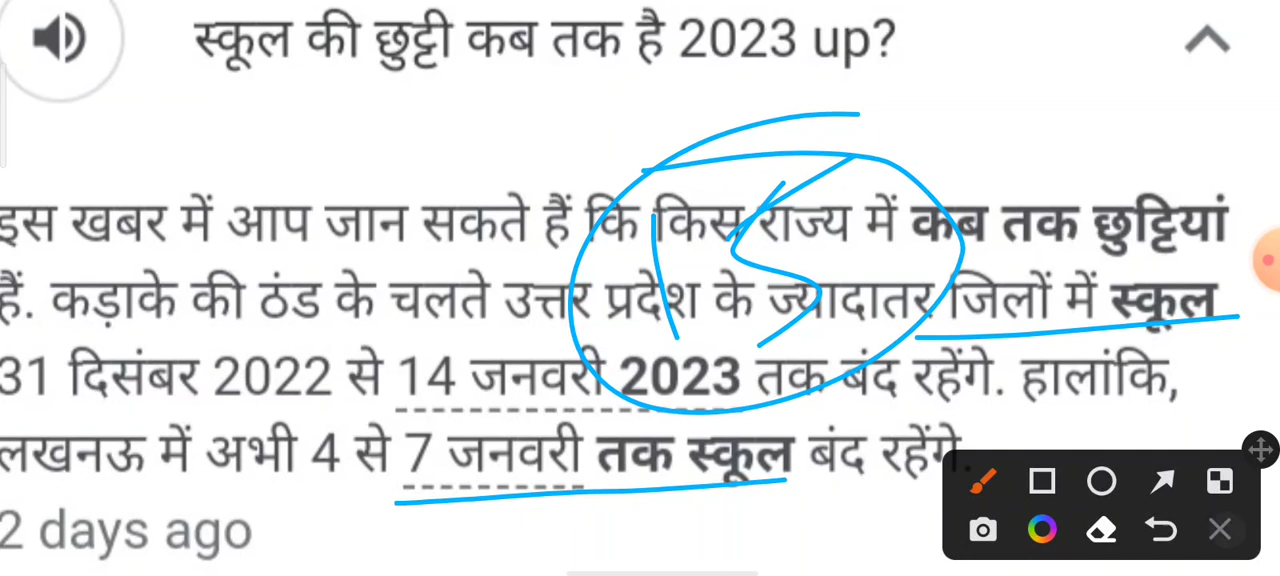 स्कूल की छुट्टी कब तक है 2023 up?
इस खबर में आप जान सकते हैं कि किस राज्य में कब तक छुट्टियां
हैं. कड़ाके की ठंड के चलते उत्तर प्रदेश के ज्यादातर जिलों में स्कूल
15
31 दिसंबर 2022 से 14 जनवरी 2023 तक बंद रहेंगे. हालांकि,
लखनऊ में अभी 4 से 7 जनवरी तक स्कूल बंद रहेंगे.
2 days ago